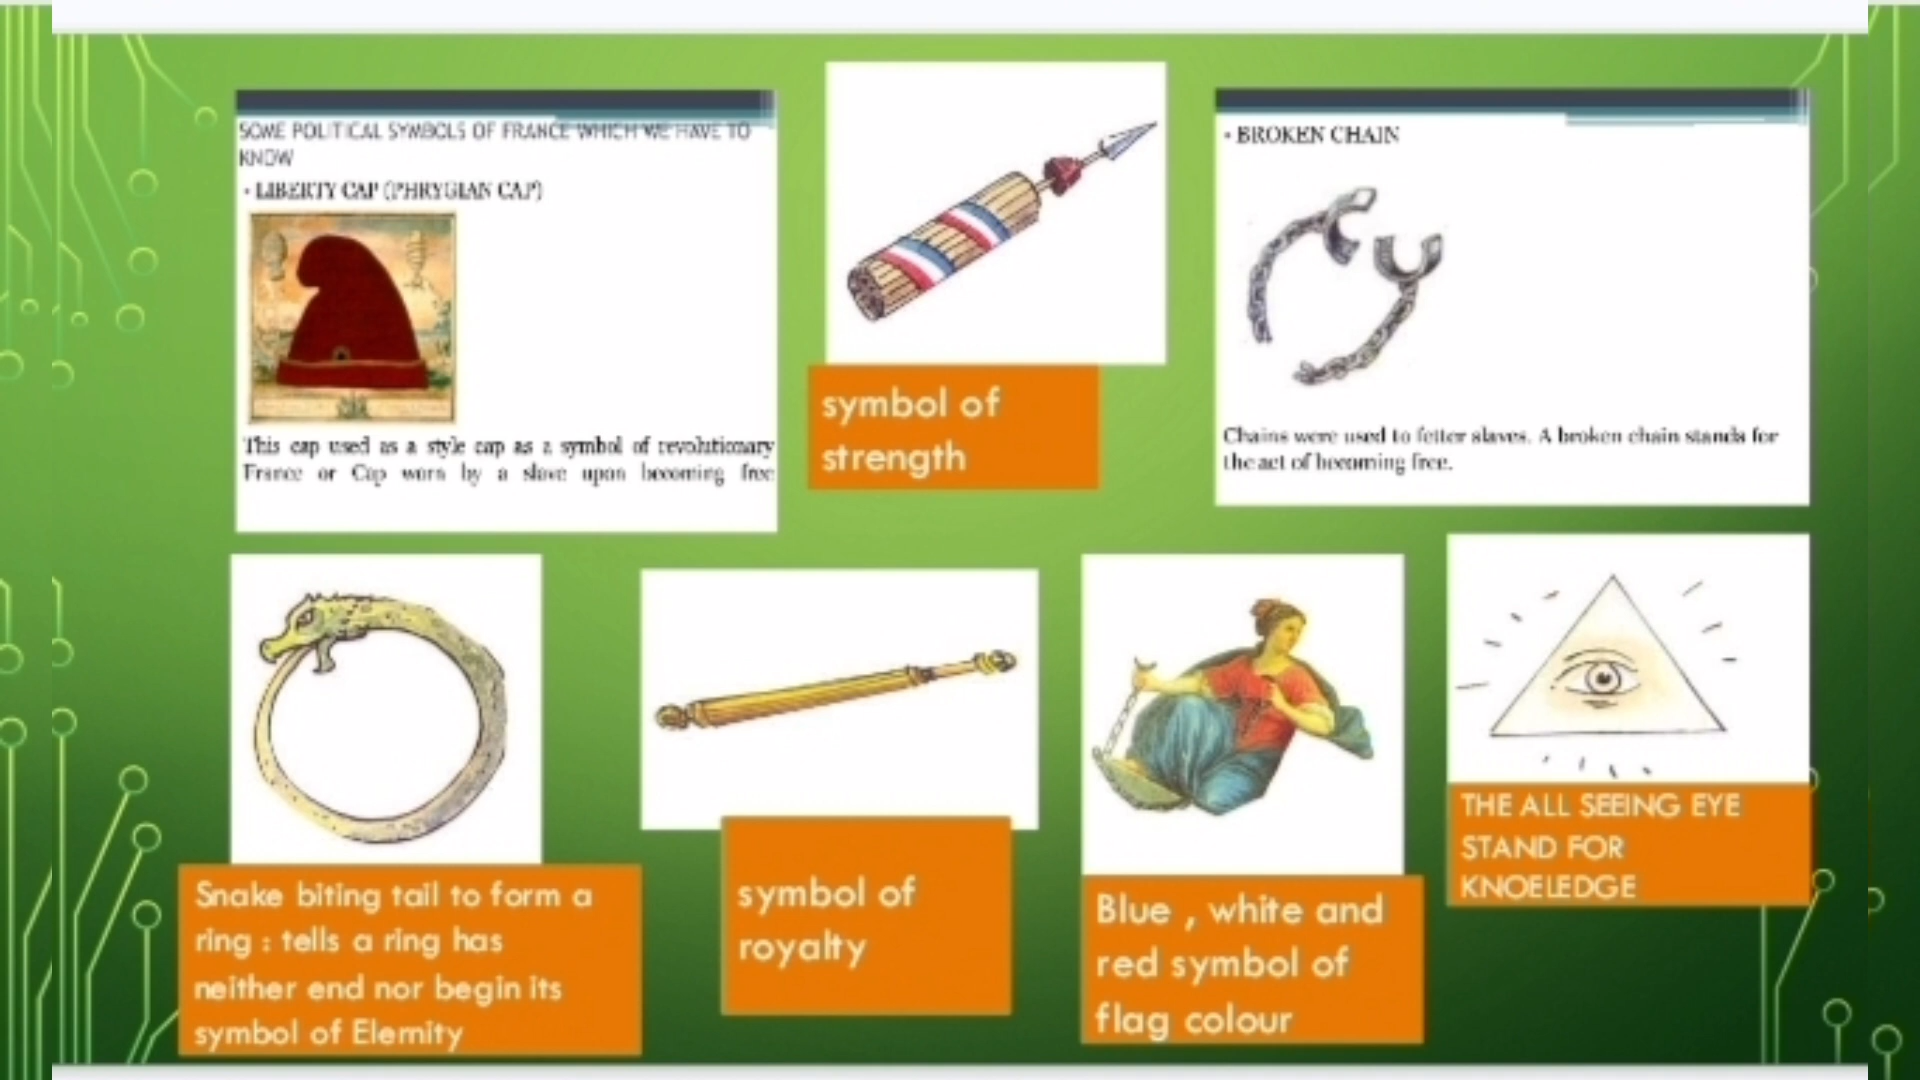 SOME POLITICAL SYMBOLS OF FRANCE WHICH WE HAVE TO
KNOW
• LIBERTY CAP (PHRYGIAN CAP)
This cap used as a style cap as a symbol of revolutionary
France or Cap worn by a slave upon becoming free
symbol of
strength
• BROKEN CHAIN
Chains were used to fetter slaves. A broken chain stands for
the act of becoming free.
Snake biting tail to form a
ring : tells a ring has
neither end nor begin its
symbol of Elernity
symbol of
royalty
Blue , white and
red symbol of
flag colour
THE ALL SEEING EYE
STAND FOR
KNOELEDGE